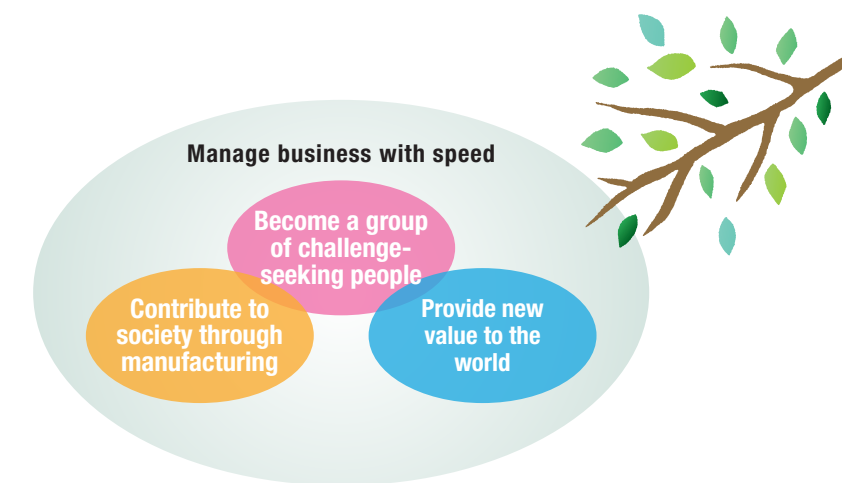 Manage business with speed
Become a group
of challenge-
seeking people
Contribute to
society through
manufacturing
Provide new
value to the
world